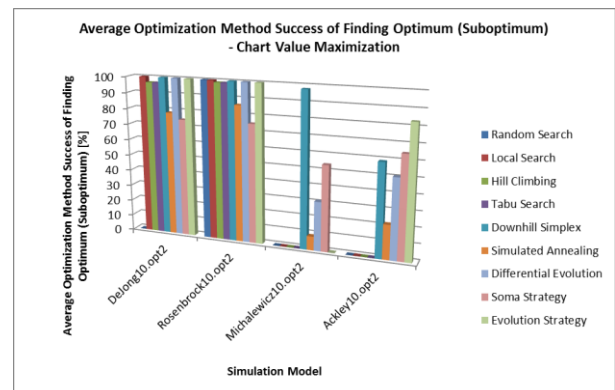 Average Optimization Method Success of Finding Optimum (Suboptimum)
- Chart Value Maximization
Average Optimization Method Success of Finding
Optimum (Suboptimum) [%]
100
90
80
70
60
50
40
30
20
10
0
DeJong10.opt2
Rosenbrock10.opt2
Michalewicz10.opt2
Ackley10.opt2
Simulation Model
Random Search
Local Search
Hill Climbing
Tabu Search
Downhill Simplex
Simulated Annealing
Differential Evolution
Soma Strategy
Evolution Strategy